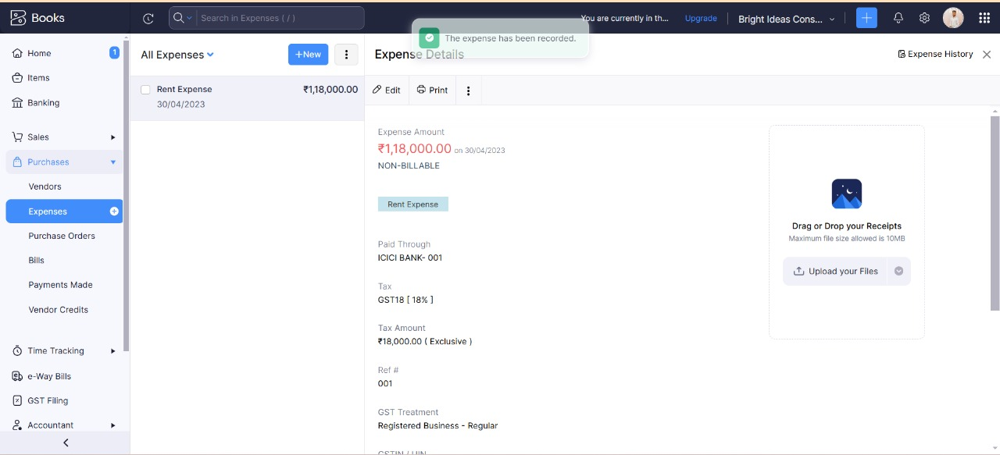 Books
Search in Expenses ( / )
You are currently in th...
Upgrade
Bright Ideas Cons...
The expense has been recorded.
Home
1
Items
Banking
Sales
Purchases
Vendors
Expenses
Purchase Orders
Bills
Payments Made
Vendor Credits
Time Tracking
e-Way Bills
GST Filing
Accountant
All Expenses
+New
Rent Expense
₹1,18,000.00
30/04/2023
Expense Details
Expense History
Edit
Print
Expense Amount
₹1,18,000.00 on 30/04/2023
NON-BILLABLE
Rent Expense
Paid Through
ICICI BANK- 001
Tax
GST18 [ 18% ]
Tax Amount
₹18,000.00 ( Exclusive )
Ref #
001
GST Treatment
Registered Business - Regular
GSTIN / UIN
Drag or Drop your Receipts
Maximum file size allowed is 10MB
Upload your Files